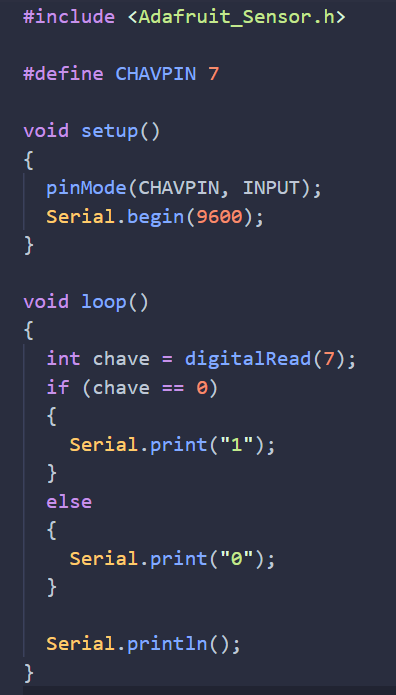 #include <Adafruit_Sensor.h>
#define CHAVPIN 7
void setup()
{
  pinMode(CHAVPIN, INPUT);
  Serial.begin(9600);
}
void loop()
{
  int chave = digitalRead(7);
  if (chave == 0)
  {
    Serial.print("1");
  }
  else
  {
    Serial.print("0");
  }
  Serial.println();
}